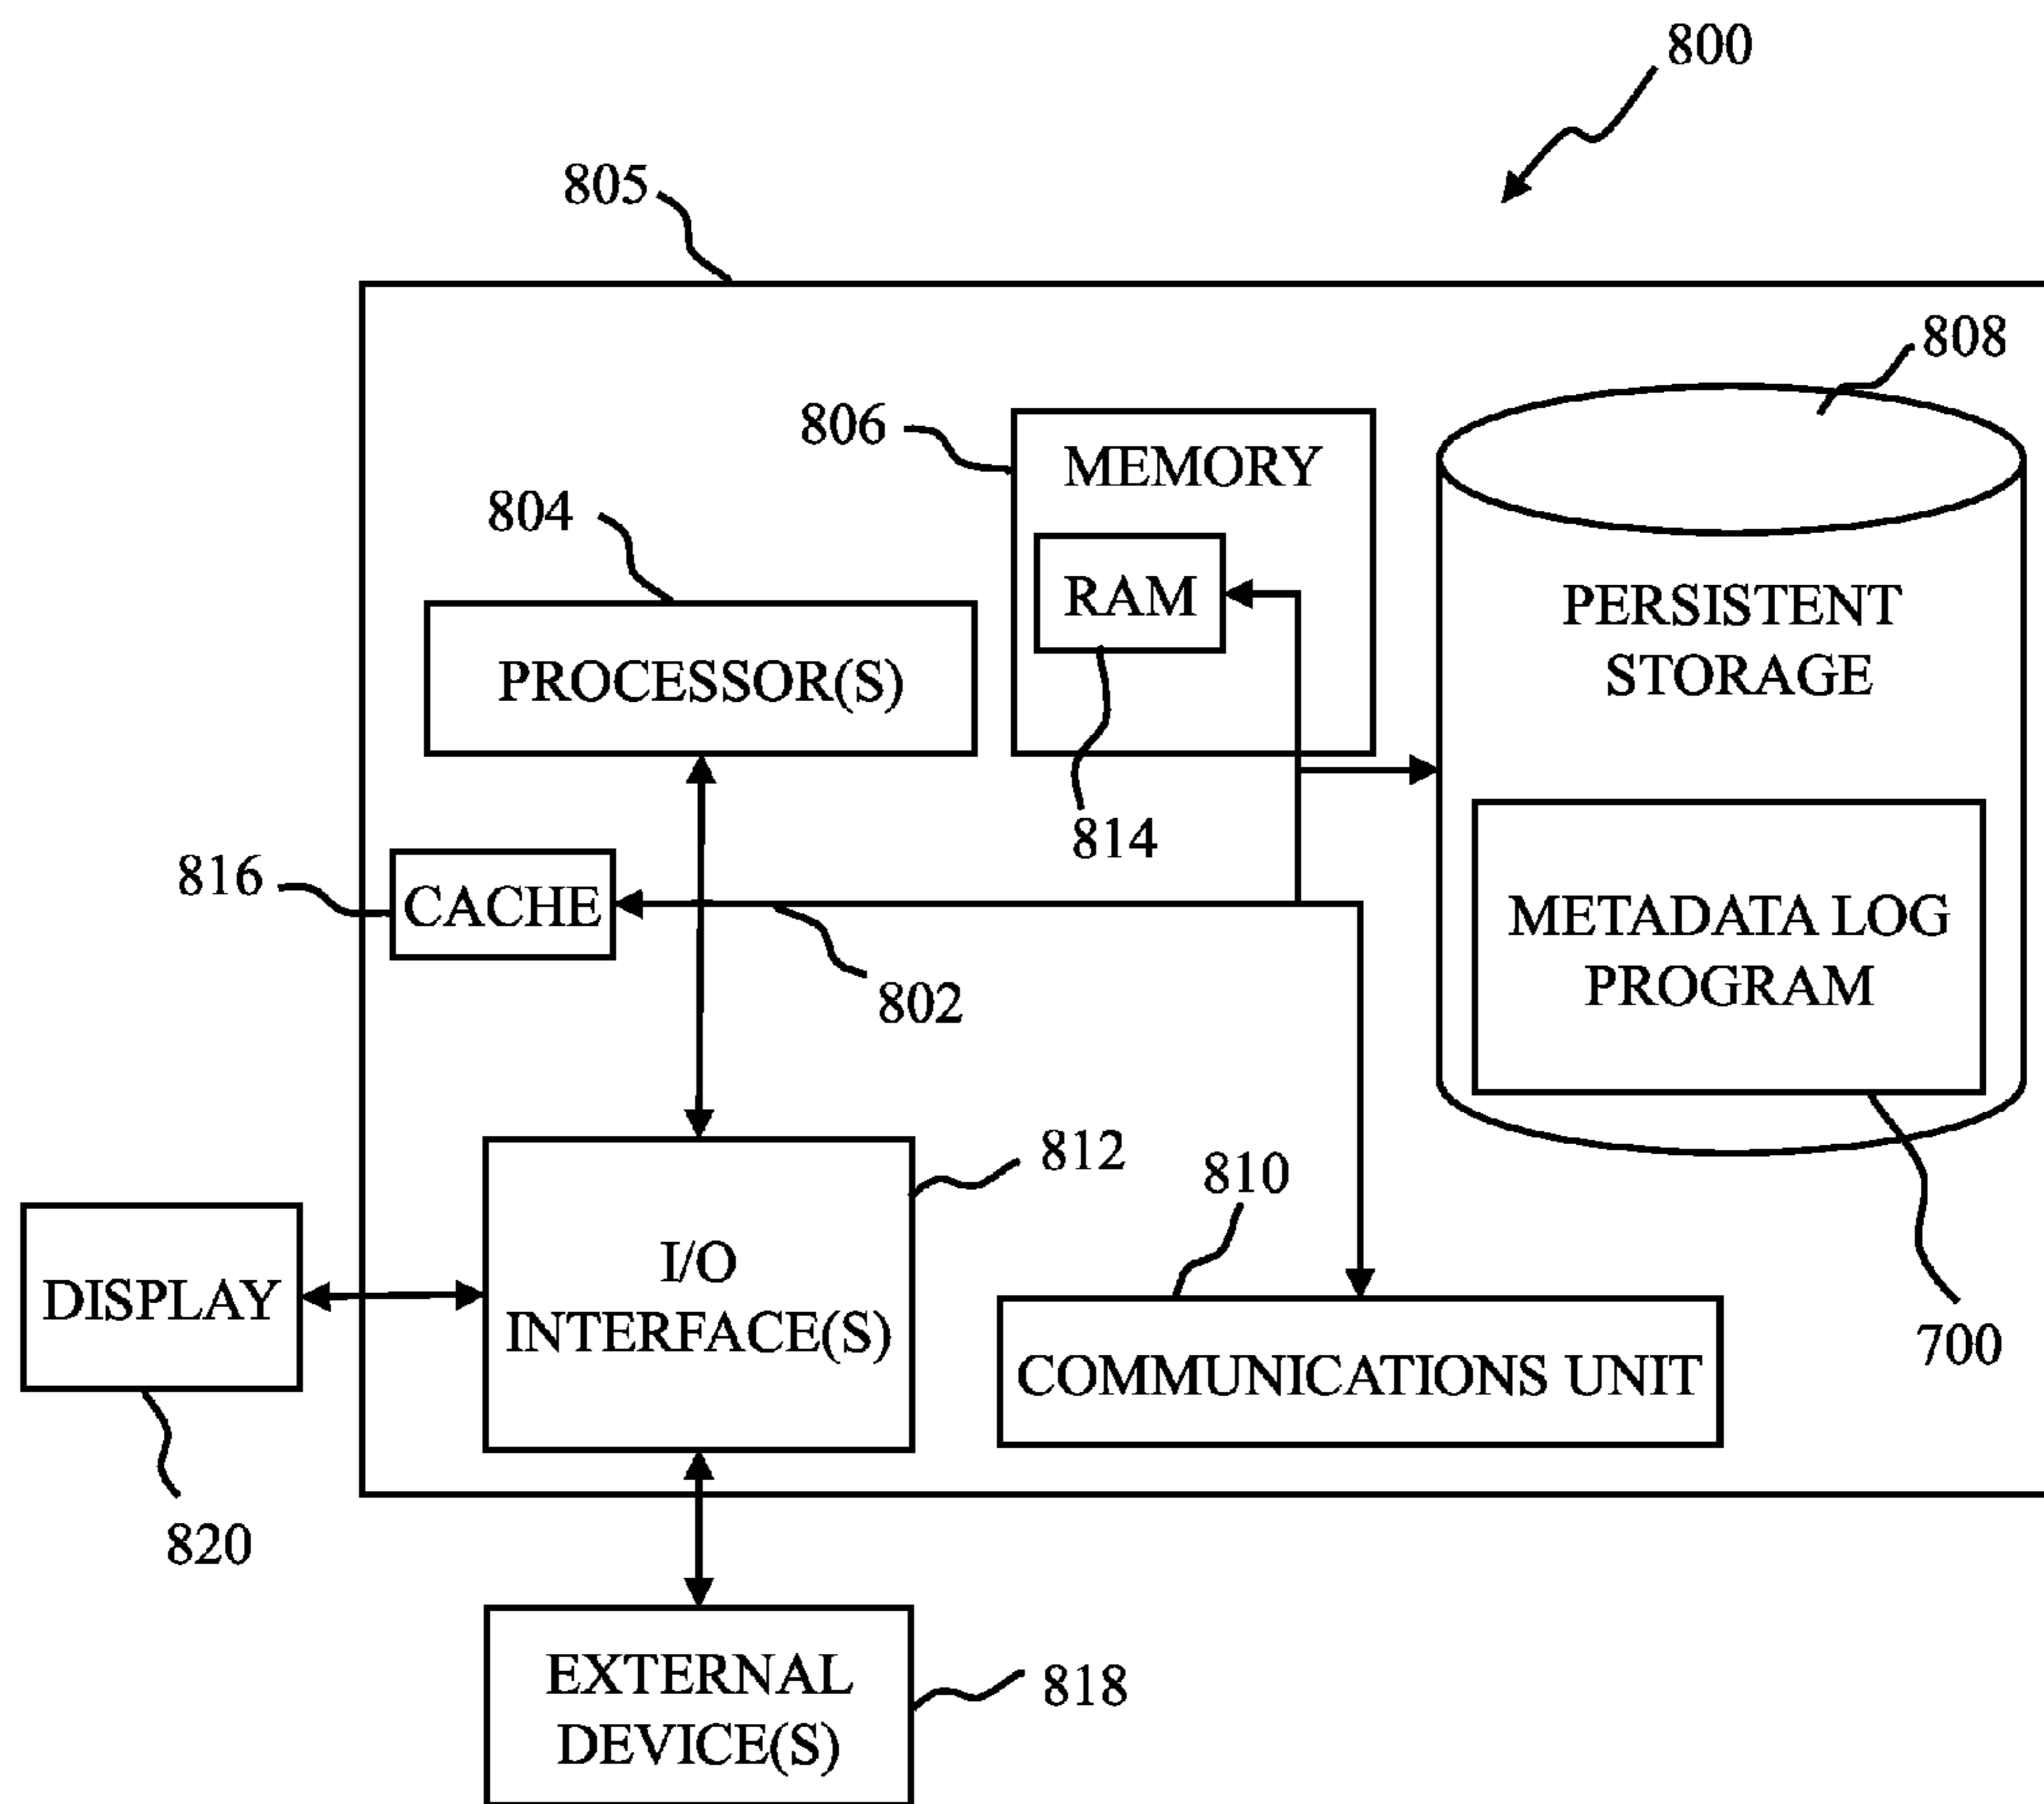 800
805
808
806
MEMORY
804
RAM
PERSISTENT
STORAGE
PROCESSOR(S)
814
816
CACHE
METADATA LOG
PROGRAM
802
812
810
I/O
INTERFACE(S)
DISPLAY
COMMUNICATIONS UNIT
700
820
EXTERNAL
DEVICE(S)
818